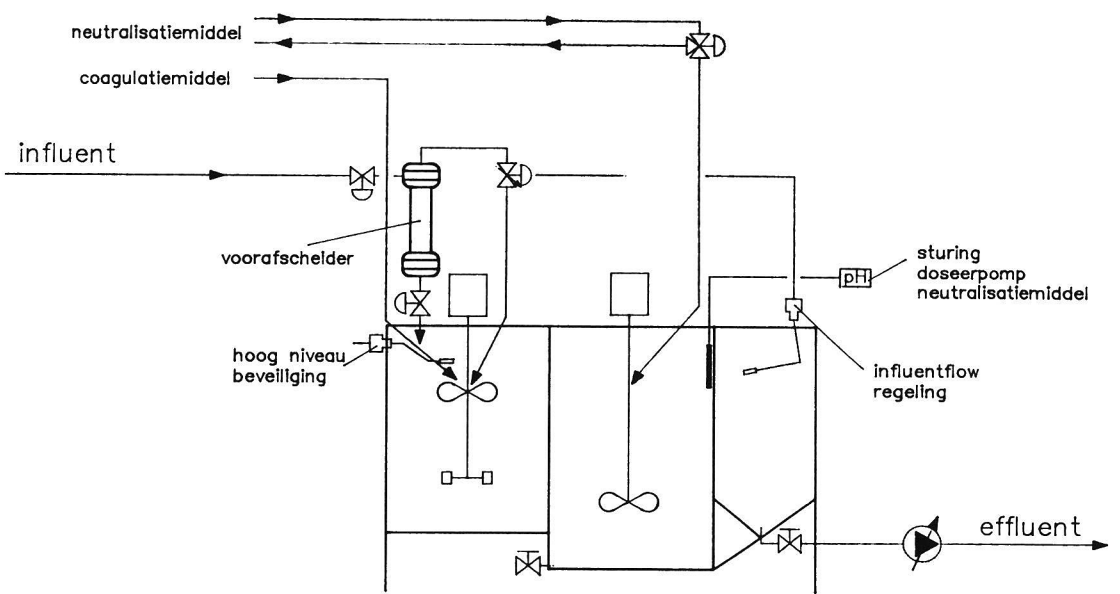 neutralisatiemiddel
coagulatiemiddel
influent
voorafscheider
sturing
doseerpomp
neutralisatiemiddel
pH
hoog niveau
beveiliging
influentflow
regeling
effluent